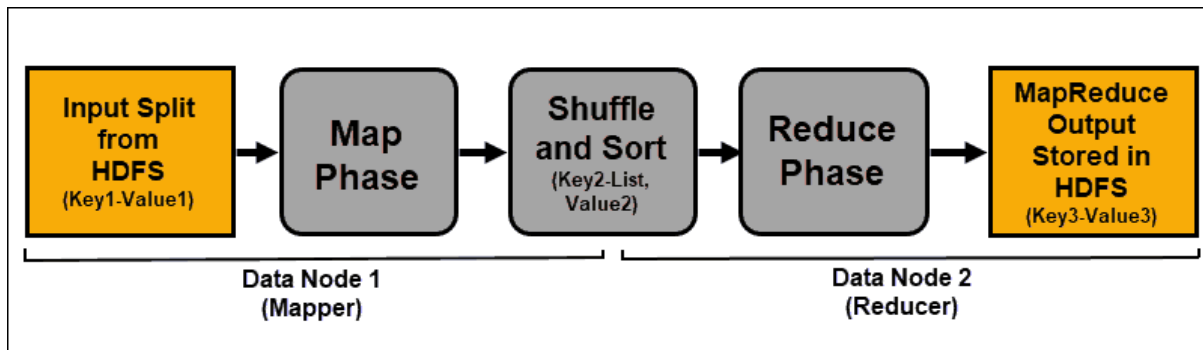 Input Split
from
HDFS
(Key1-Value1)
Map
Phase
Shuffle
and Sort
(Key2-List,
Value2)
Reduce
Phase
MapReduce
Output
Stored in
HDFS
(Key3-Value3)
Data Node 1
(Mapper)
Data Node 2
(Reducer)